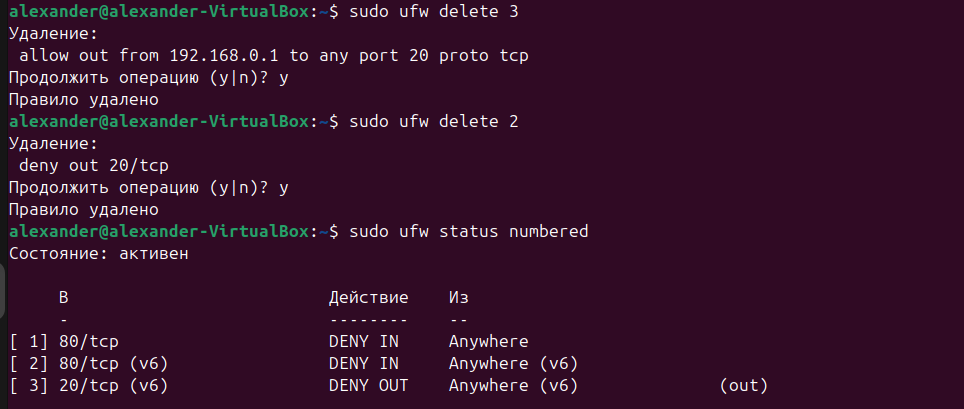 alexander@alexander-VirtualBox:~$ sudo ufw delete 3
Удаление:
 allow out from 192.168.0.1 to any port 20 proto tcp
Продолжить операцию (y|n)? y
Правило удалено
alexander@alexander-VirtualBox:~$ sudo ufw delete 2
Удаление:
 deny out 20/tcp
Продолжить операцию (y|n)? y
Правило удалено
alexander@alexander-VirtualBox:~$ sudo ufw status numbered
Состояние: активен

     В                          Действие    Из
     -                          --------    --
[ 1] 80/tcp                     DENY IN     Anywhere
[ 2] 80/tcp (v6)                DENY IN     Anywhere (v6)
[ 3] 20/tcp (v6)                DENY OUT    Anywhere (v6)              (out)